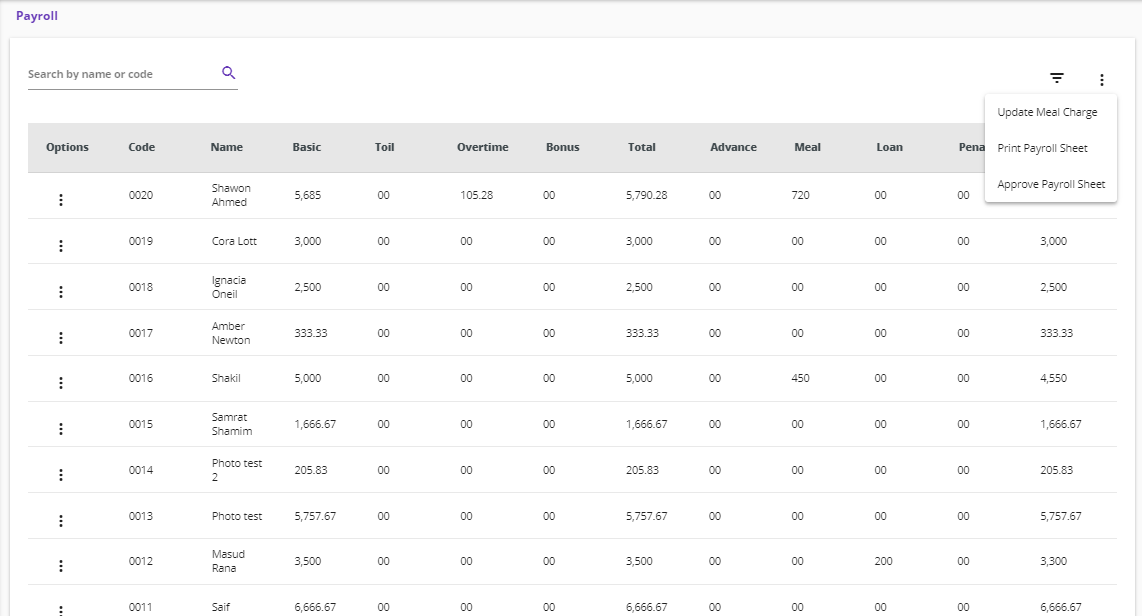 Payroll
Search by name or code
Update Meal Charge
Print Payroll Sheet
Approve Payroll Sheet
Options Code Name Basic Toil Overtime Bonus Total Advance Meal Loan Pena
0020 Shawon Ahmed 5,685 00 105.28 00 5,790.28 00 720 00 00
0019 Cora Lott 3,000 00 00 00 3,000 00 00 00 00 3,000
0018 Ignacia Oneil 2,500 00 00 00 2,500 00 00 00 00 2,500
0017 Amber Newton 333.33 00 00 00 333.33 00 00 00 00 333.33
0016 Shakil 5,000 00 00 00 5,000 00 450 00 00 4,550
0015 Samrat Shamim 1,666.67 00 00 00 1,666.67 00 00 00 00 1,666.67
0014 Photo test 2 205.83 00 00 00 205.83 00 00 00 00 205.83
0013 Photo test 5,757.67 00 00 00 5,757.67 00 00 00 00 5,757.67
0012 Masud Rana 3,500 00 00 00 3,500 00 00 200 00 3,300
0011 Saif 6,666.67 00 00 00 6,666.67 00 00 00 00 6,666.67